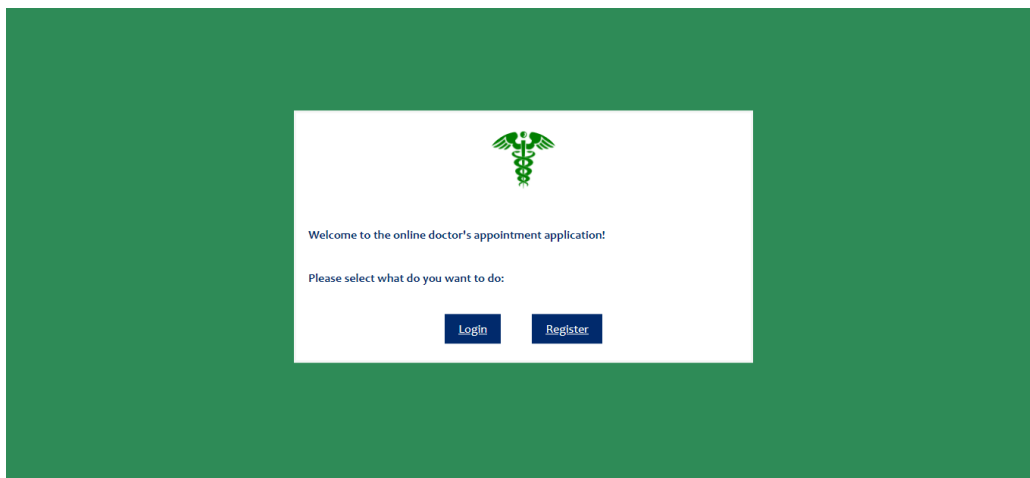 Welcome to the online doctor's appointment application!
Please select what do you want to do:
Login
Register